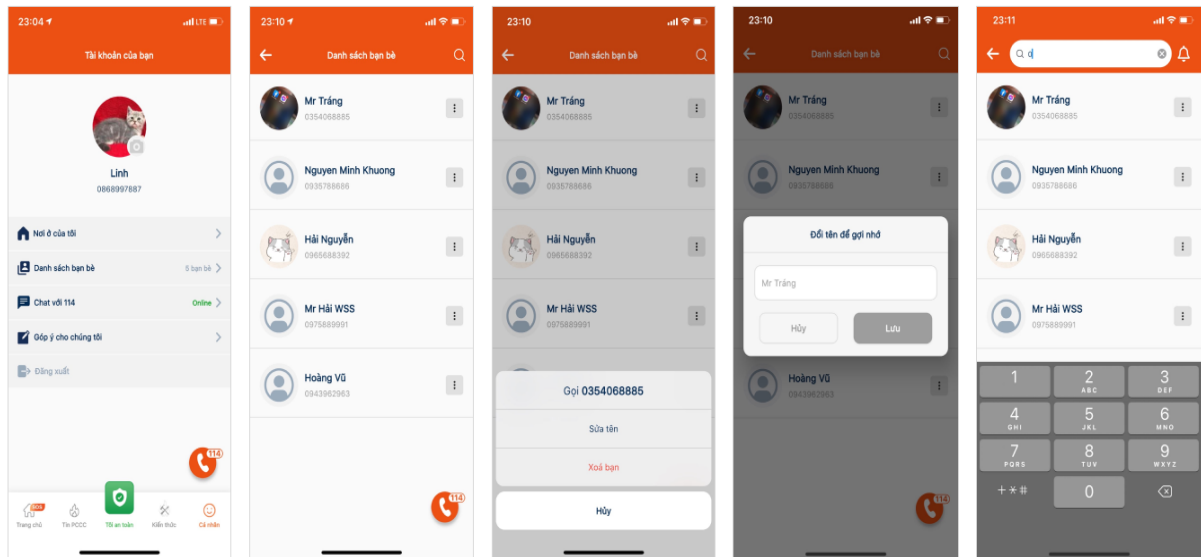 23:04
LTE
Tài khoản của bạn
Linh
0868997887
Nơi ở của tôi
Danh sách bạn bè
5 bạn bè
Chat với 114
Online
Góp ý cho chúng tôi
Đăng xuất
114
Trang chủ
Tin PCCC
Tôi an toàn
Kiến thức
Cá nhân
23:10
Danh sách bạn bè
Mr Tráng
0354068885
Nguyen Minh Khuong
0935788686
Hải Nguyễn
0965688392
Mr Hải WSS
0975889991
Hoàng Vũ
0943962963
114
23:10
Danh sách bạn bè
Mr Tráng
0354068885
Nguyen Minh Khuong
0935788686
Hải Nguyễn
0965688392
Mr Hải WSS
0975889991
Gọi 0354068885
Sửa tên
Xoá bạn
Hủy
23:10
Danh sách bạn bè
Mr Tráng
0354068885
Nguyen Minh Khuong
0935788686
Đổi tên để gợi nhớ
Mr Tráng
Hủy
Lưu
Hoàng Vũ
0943962963
114
23:11
Mr Tráng
0354068885
Nguyen Minh Khuong
0935788686
Hải Nguyễn
0965688392
Mr Hải WSS
0975889991
1
2 ABC
3 DEF
4 GHI
5 JKL
6 MNO
7 PQRS
8 TUV
9 WXYZ
+ * #
0